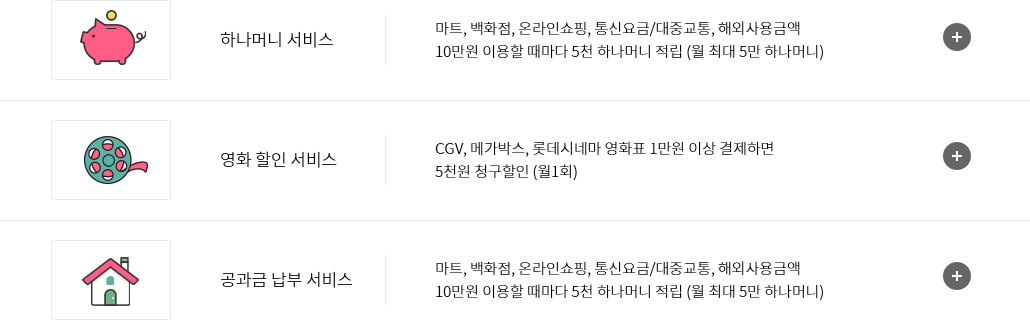 하나머니 서비스
마트, 백화점, 온라인쇼핑, 통신요금/대중교통, 해외사용금액
10만원 이용할 때마다 5천 하나머니 적립 (월 최대 5만 하나머니)
영화 할인 서비스
CGV, 메가박스, 롯데시네마 영화표 1만원 이상 결제하면
5천원 청구할인 (월1회)
공과금 납부 서비스
마트, 백화점, 온라인쇼핑, 통신요금/대중교통, 해외사용금액
10만원 이용할 때마다 5천 하나머니 적립 (월 최대 5만 하나머니)